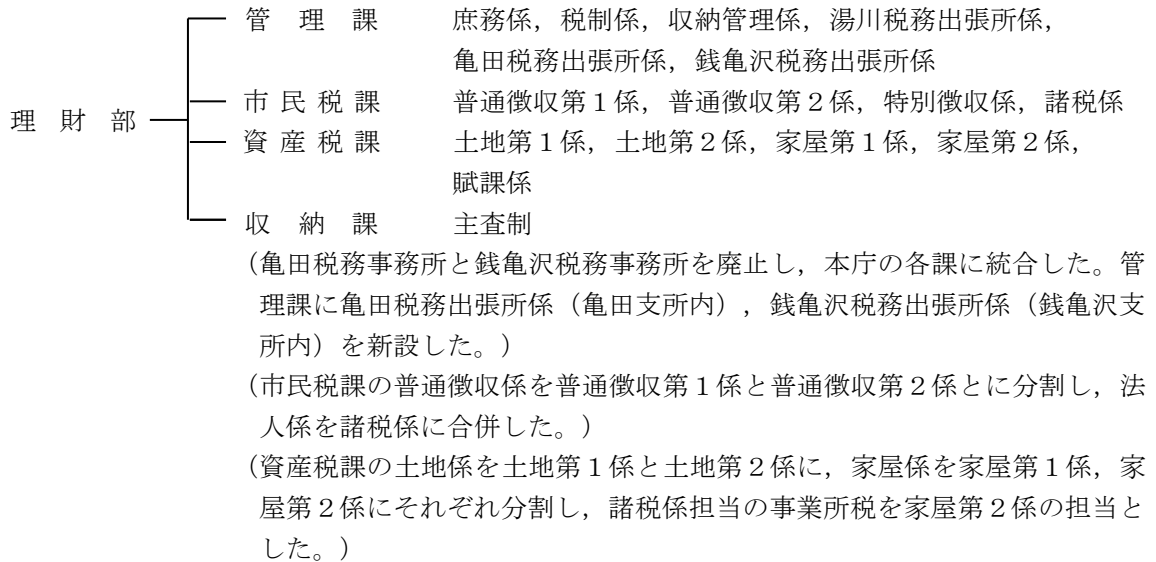 管理課　庶務係，税制係，収納管理係，湯川税務出張所係，
亀田税務出張所係，銭亀沢税務出張所係
理財部　市民税課　普通徴収第１係，普通徴収第２係，特別徴収係，諸税係
資産税課　土地第１係，土地第２係，家屋第１係，家屋第２係，
賦課係
収納課　主査制
（亀田税務事務所と銭亀沢税務事務所を廃止し，本庁の各課に統合した。管
理課に亀田税務出張所係（亀田支所内），銭亀沢税務出張所係（銭亀沢支
所内）を新設した。）
（市民税課の普通徴収係を普通徴収第１係と普通徴収第２係とに分割し，法
人係を諸税係に合併した。）
（資産税課の土地係を土地第１係と土地第２係に，家屋係を家屋第１係，家
屋第２係にそれぞれ分割し，諸税係担当の事業所税を家屋第２係の担当と
した。）